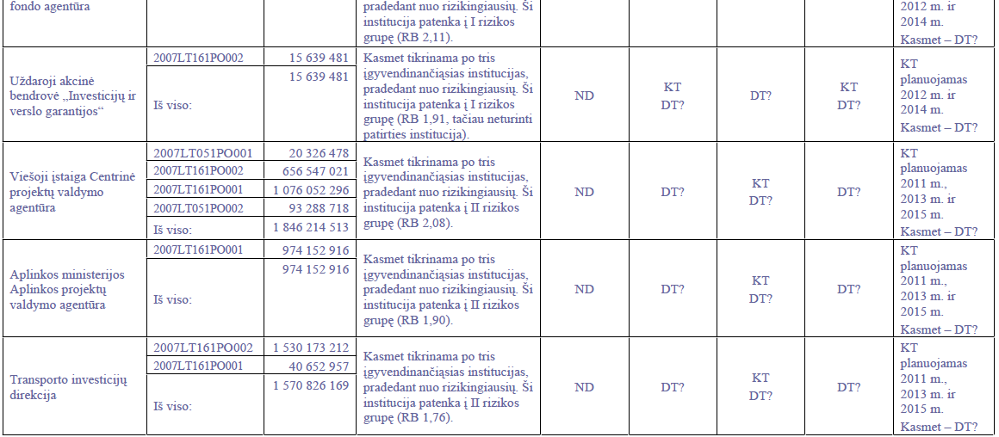 fondo agentūra
pradedant nuo rizikingiausių. Ši
institucija patenka į I rizikos
grupę (RB 2,11).
2012 m. ir
2014 m.
Kasmet – DT?
Uždaroji akcinė
bendrovė „Investicijų ir
verslo garantijos“
2007LT161PO002
15 639 481
Iš viso:
15 639 481
Kasmet tikrinama po tris
įgyvendinančiąsias institucijas,
pradedant nuo rizikingiausių. Ši
institucija patenka į I rizikos
grupę (RB 1,91, tačiau neturinti
patirties institucija).
ND
KT
DT?
DT?
KT
DT?
KT
planuojamas
2012 m. ir
2014 m.
Kasmet – DT?
Viešoji įstaiga Centrinė
projektų valdymo
agentūra
2007LT051PO001
20 326 478
2007LT161PO002
656 547 021
2007LT161PO001
1 076 052 296
2007LT051PO002
93 288 718
Iš viso:
1 846 214 513
Kasmet tikrinama po tris
įgyvendinančiąsias institucijas,
pradedant nuo rizikingiausių. Ši
institucija patenka į II rizikos
grupę (RB 2,08).
ND
DT?
KT
DT?
DT?
KT
planuojamas
2011 m.,
2013 m. ir
2015 m.
Kasmet – DT?
Aplinkos ministerijos
Aplinkos projektų
valdymo agentūra
2007LT161PO001
974 152 916
Iš viso:
974 152 916
Kasmet tikrinama po tris
įgyvendinančiąsias institucijas,
pradedant nuo rizikingiausių. Ši
institucija patenka į II rizikos
grupę (RB 1,90).
ND
DT?
KT
DT?
DT?
KT
planuojamas
2011 m.,
2013 m. ir
2015 m.
Kasmet – DT?
Transporto investicijų
direkcija
2007LT161PO002
1 530 173 212
2007LT161PO001
40 652 957
Iš viso:
1 570 826 169
Kasmet tikrinama po tris
įgyvendinančiąsias institucijas,
pradedant nuo rizikingiausių. Ši
institucija patenka į II rizikos
grupę (RB 1,76).
ND
DT?
KT
DT?
DT?
KT
planuojamas
2011 m.,
2013 m. ir
2015 m.
Kasmet – DT?